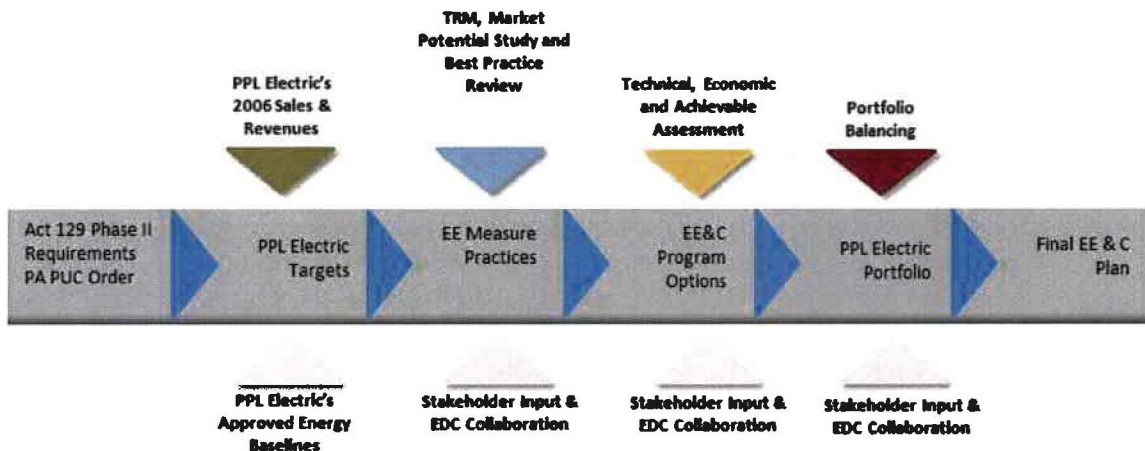 TRM, Market
Potential Study and
Best Practice
Review
PPL Electric's
2006 Sales &
Revenues
Technical, Economic
and Achievable
Assessment
Portfolio
Balancing
Act 129 Phase II
Requirements
PA PUC Order
PPL Electric
Targets
EE Measure
Practices
EE&C
Program
Options
PPL Electric
Portfolio
Final EE & C
Plan
PPL Electric's
Approved Energy
Baselines
Stakeholder Input &
EDC Collaboration
Stakeholder Input &
EDC Collaboration
Stakeholder Input &
EDC Collaboration